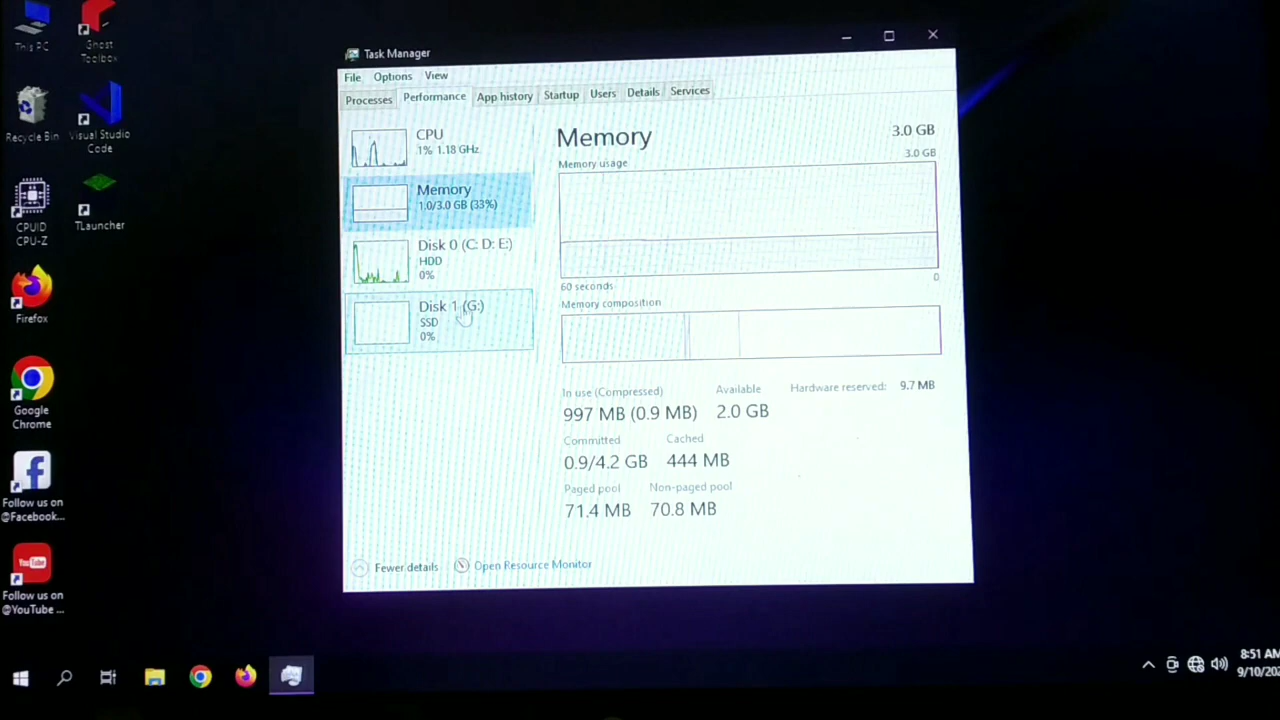 This PC
Ghost
Toolbox
Recycle Bin
Visual Studio
Code
CPUID
CPU-Z
TLauncher
Firefox
Google
Chrome
Follow us on
@Facebook...
YouTube
Follow us on
@YouTube ...
Task Manager
File Options View
Processes Performance App history Startup Users Details Services
CPU
1% 1.18 GHz
Memory
1.0/3.0 GB (33%)
Disk 0 (C: D: E:)
HDD
0%
Disk 1 (G:)
SSD
0%
Memory 3.0 GB
Memory usage 3.0 GB
60 seconds 0
Memory composition
In use (Compressed) Available Hardware reserved: 9.7 MB
997 MB (0.9 MB) 2.0 GB
Committed Cached
0.9/4.2 GB 444 MB
Paged pool Non-paged pool
71.4 MB 70.8 MB
Fewer details Open Resource Monitor
8:51 AM
9/10/20